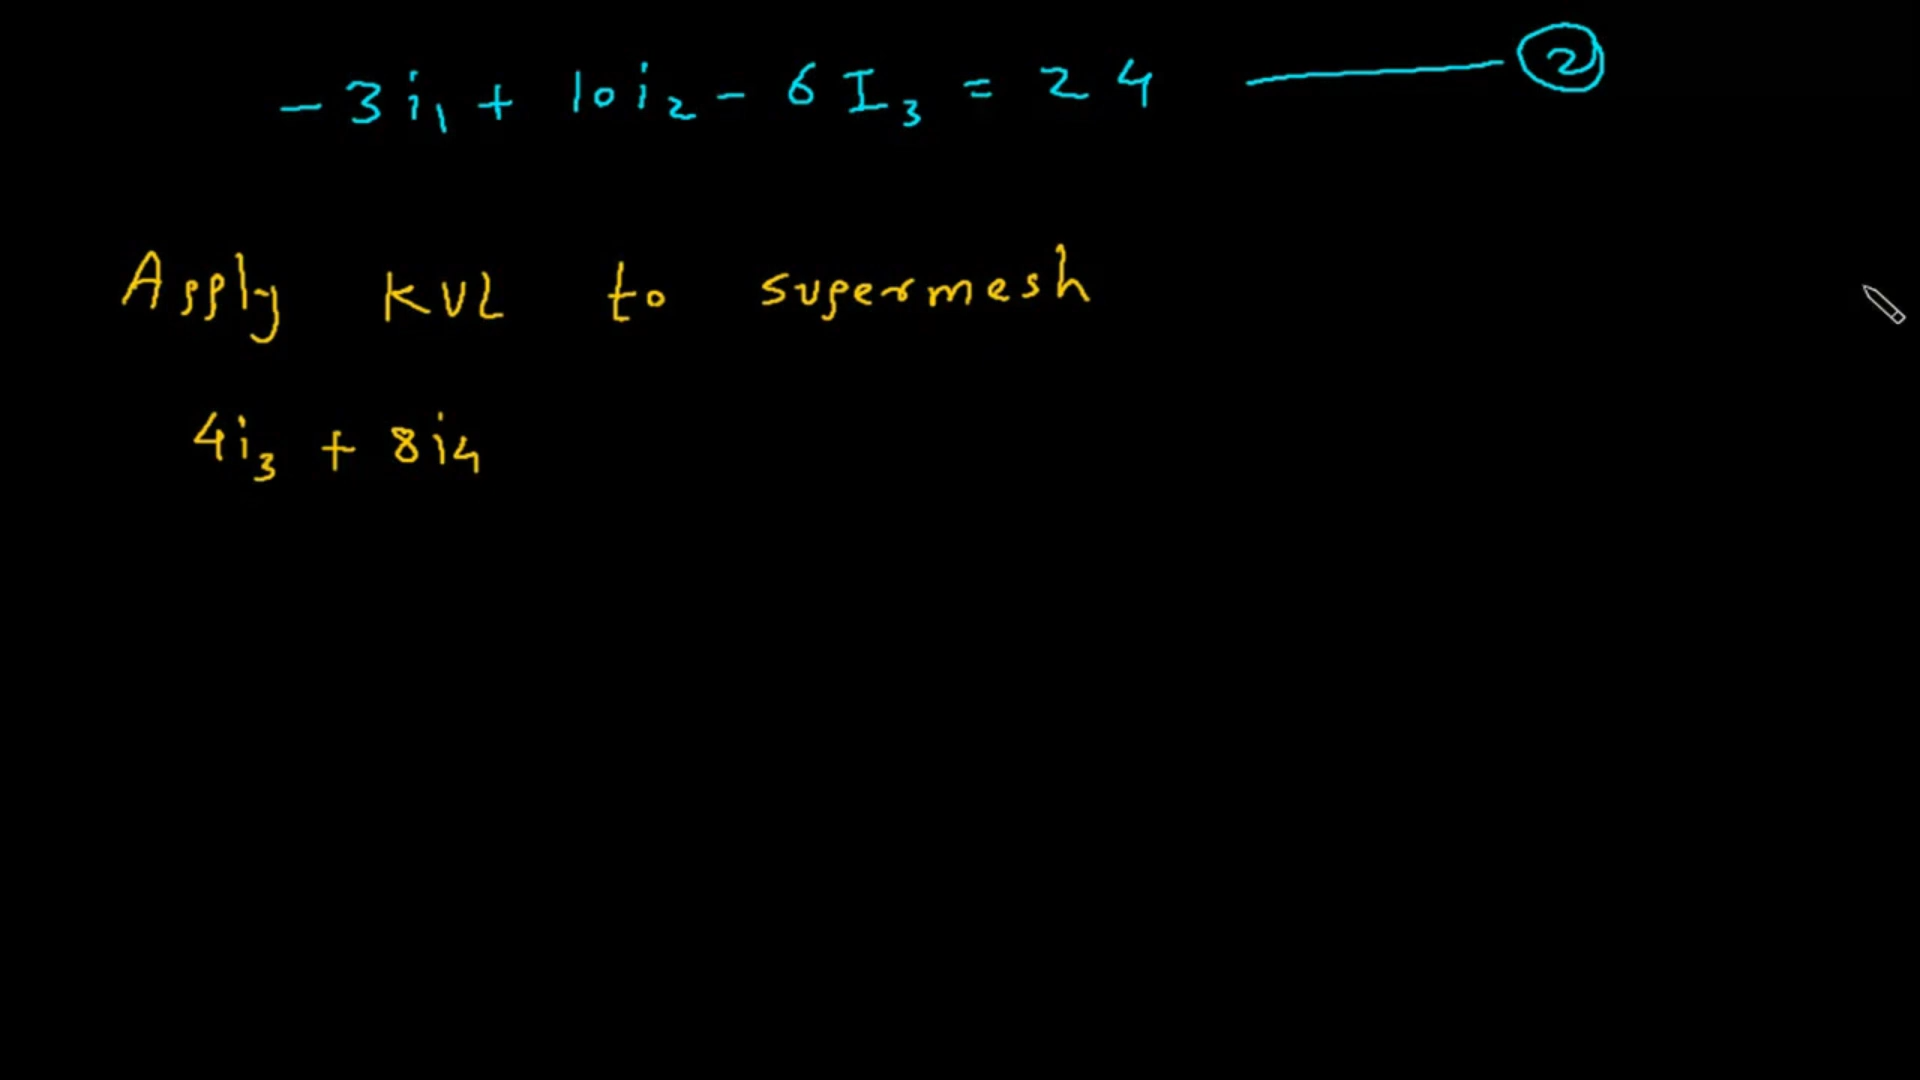 -3i₁ + 10i₂ - 6I₃ = 24 —— ②
Apply KVL to supermesh
4i₃ + 8i₄